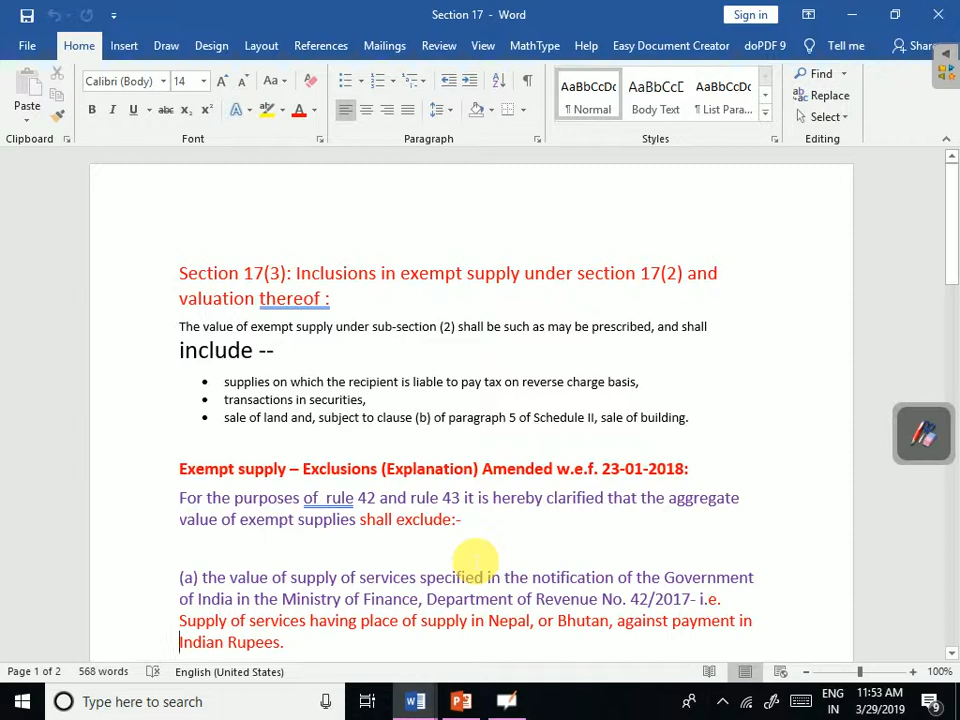 Section 17 - Word
Sign in
File Home Insert Draw Design Layout References Mailings Review View MathType Help Easy Document Creator doPDF 9 Tell me Share
Paste
Calibri (Body) 14
Aa
B I U abc x₂ x²
Find
Replace
Select
AaBbCcDc AaBbCcD AaBbCcDc
¶ Normal Body Text ¶ List Para...
Clipboard Font Paragraph Styles Editing
Section 17(3): Inclusions in exempt supply under section 17(2) and
valuation thereof :
The value of exempt supply under sub-section (2) shall be such as may be prescribed, and shall
include --
• supplies on which the recipient is liable to pay tax on reverse charge basis,
• transactions in securities,
• sale of land and, subject to clause (b) of paragraph 5 of Schedule II, sale of building.
Exempt supply – Exclusions (Explanation) Amended w.e.f. 23-01-2018:
For the purposes of rule 42 and rule 43 it is hereby clarified that the aggregate
value of exempt supplies shall exclude:-
(a) the value of supply of services specified in the notification of the Government
of India in the Ministry of Finance, Department of Revenue No. 42/2017- i.e.
Supply of services having place of supply in Nepal, or Bhutan, against payment in
Indian Rupees.
Page 1 of 2 568 words English (United States) 100%
Type here to search
ENG
IN
11:53 AM
3/29/2019
9